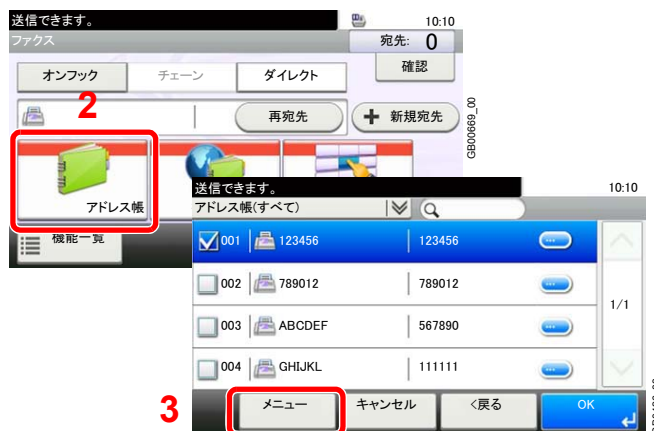 送信できます。 10:10
ファクス 宛先: 0
オンフック チェーン ダイレクト 確認
2
再宛先 + 新規宛先
GB00669_00
アドレス帳
機能一覧
送信できます。 10:10
アドレス帳(すべて)
001 123456 123456
002 789012 789012
1/1
003 ABCDEF 567890
004 GHIJKL 111111
3
メニュー キャンセル <戻る OK